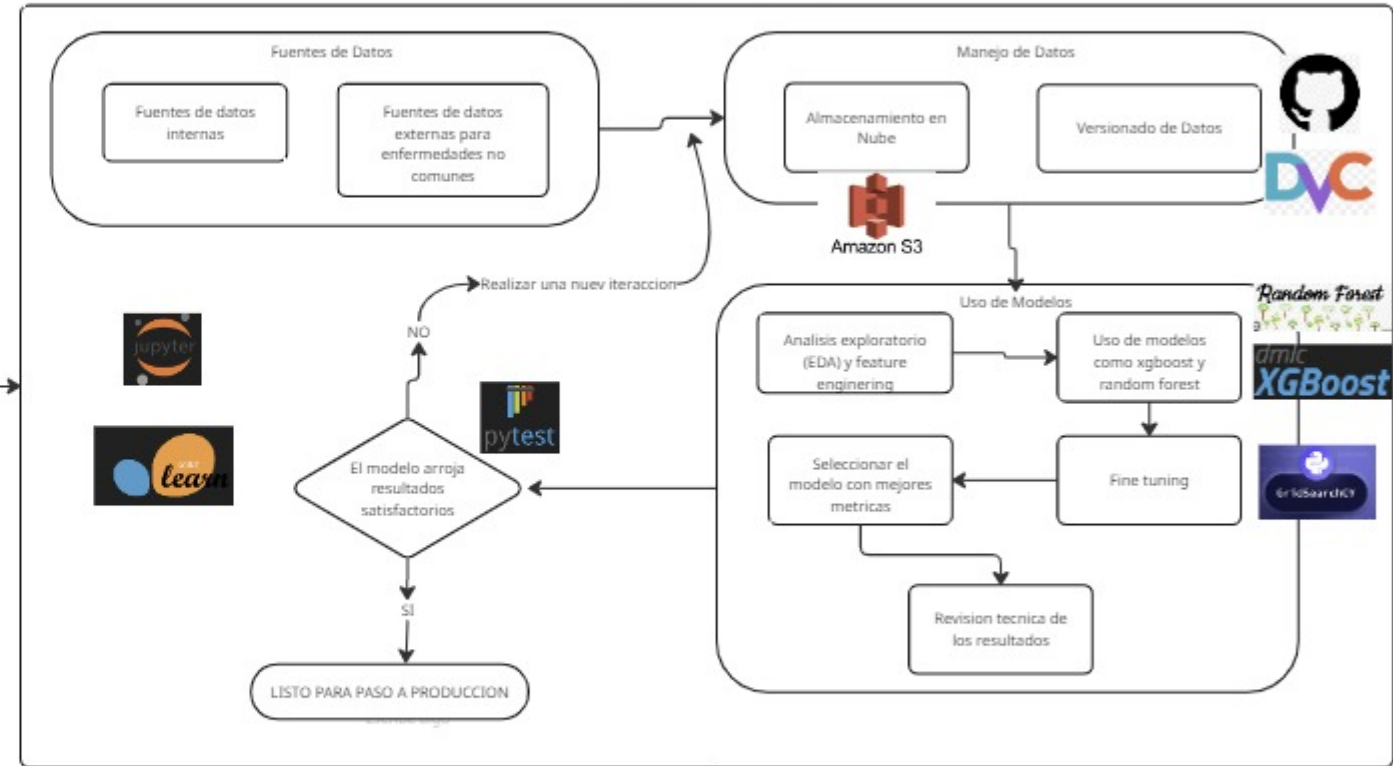 Fuentes de Datos
Fuentes de datos
internas
Fuentes de datos
externas para
enfermedades no
comunes
Manejo de Datos
Almacenamiento en
Nube
Versionado de Datos
DVC
Amazon S3
Realizar una nuev iteraccion
NO
jupyter
pytest
learn
El modelo arroja
resultados
satisfactorios
SI
LISTO PARA PASO A PRODUCCION
Uso de Modelos
Analisis exploratorio
(EDA) y feature
enginering
Uso de modelos
como xgboost y
random forest
Random Forest
dmlc
XGBoost
Seleccionar el
modelo con mejores
metricas
Fine tuning
GridSearchCV
Revision tecnica de
los resultados